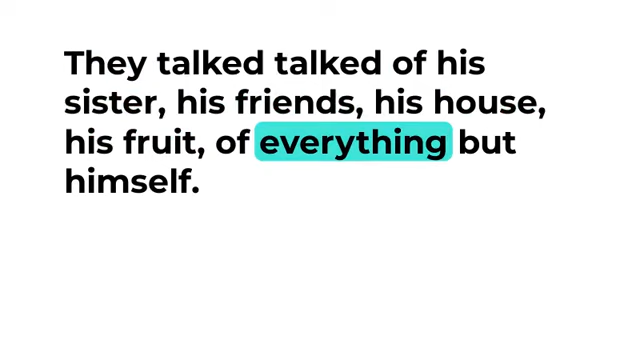 They talked talked of his
sister, his friends, his house,
his fruit, of everything but
himself.